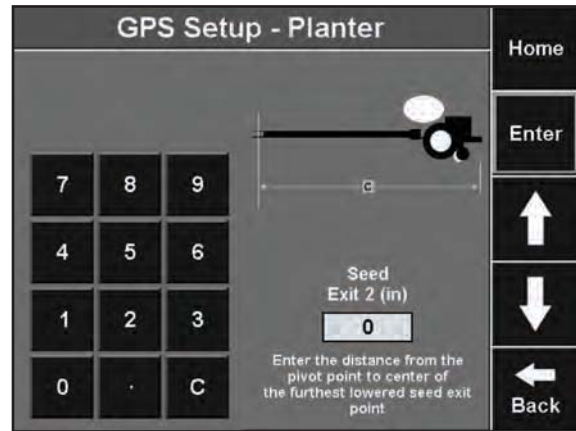 GPS Setup - Planter
Home
Enter
C
7 8 9
4 5 6
1 2 3
0 . C
Seed
Exit 2 (in)
0
Enter the distance from the
pivot point to center of
the furthest lowered seed exit
point
Back